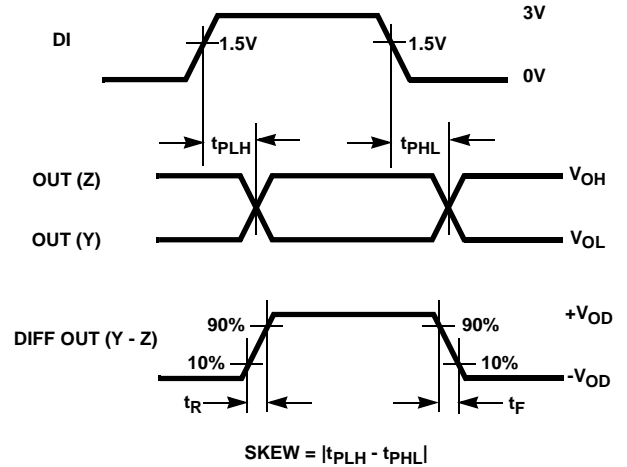 3V
DI
1.5V
1.5V
0V
tPLH
tPHL
OUT (Z)
VOH
OUT (Y)
VOL
+VOD
90%
90%
DIFF OUT (Y - Z)
10%
10%
-VOD
tR
tF
SKEW = |tPLH - tPHL|